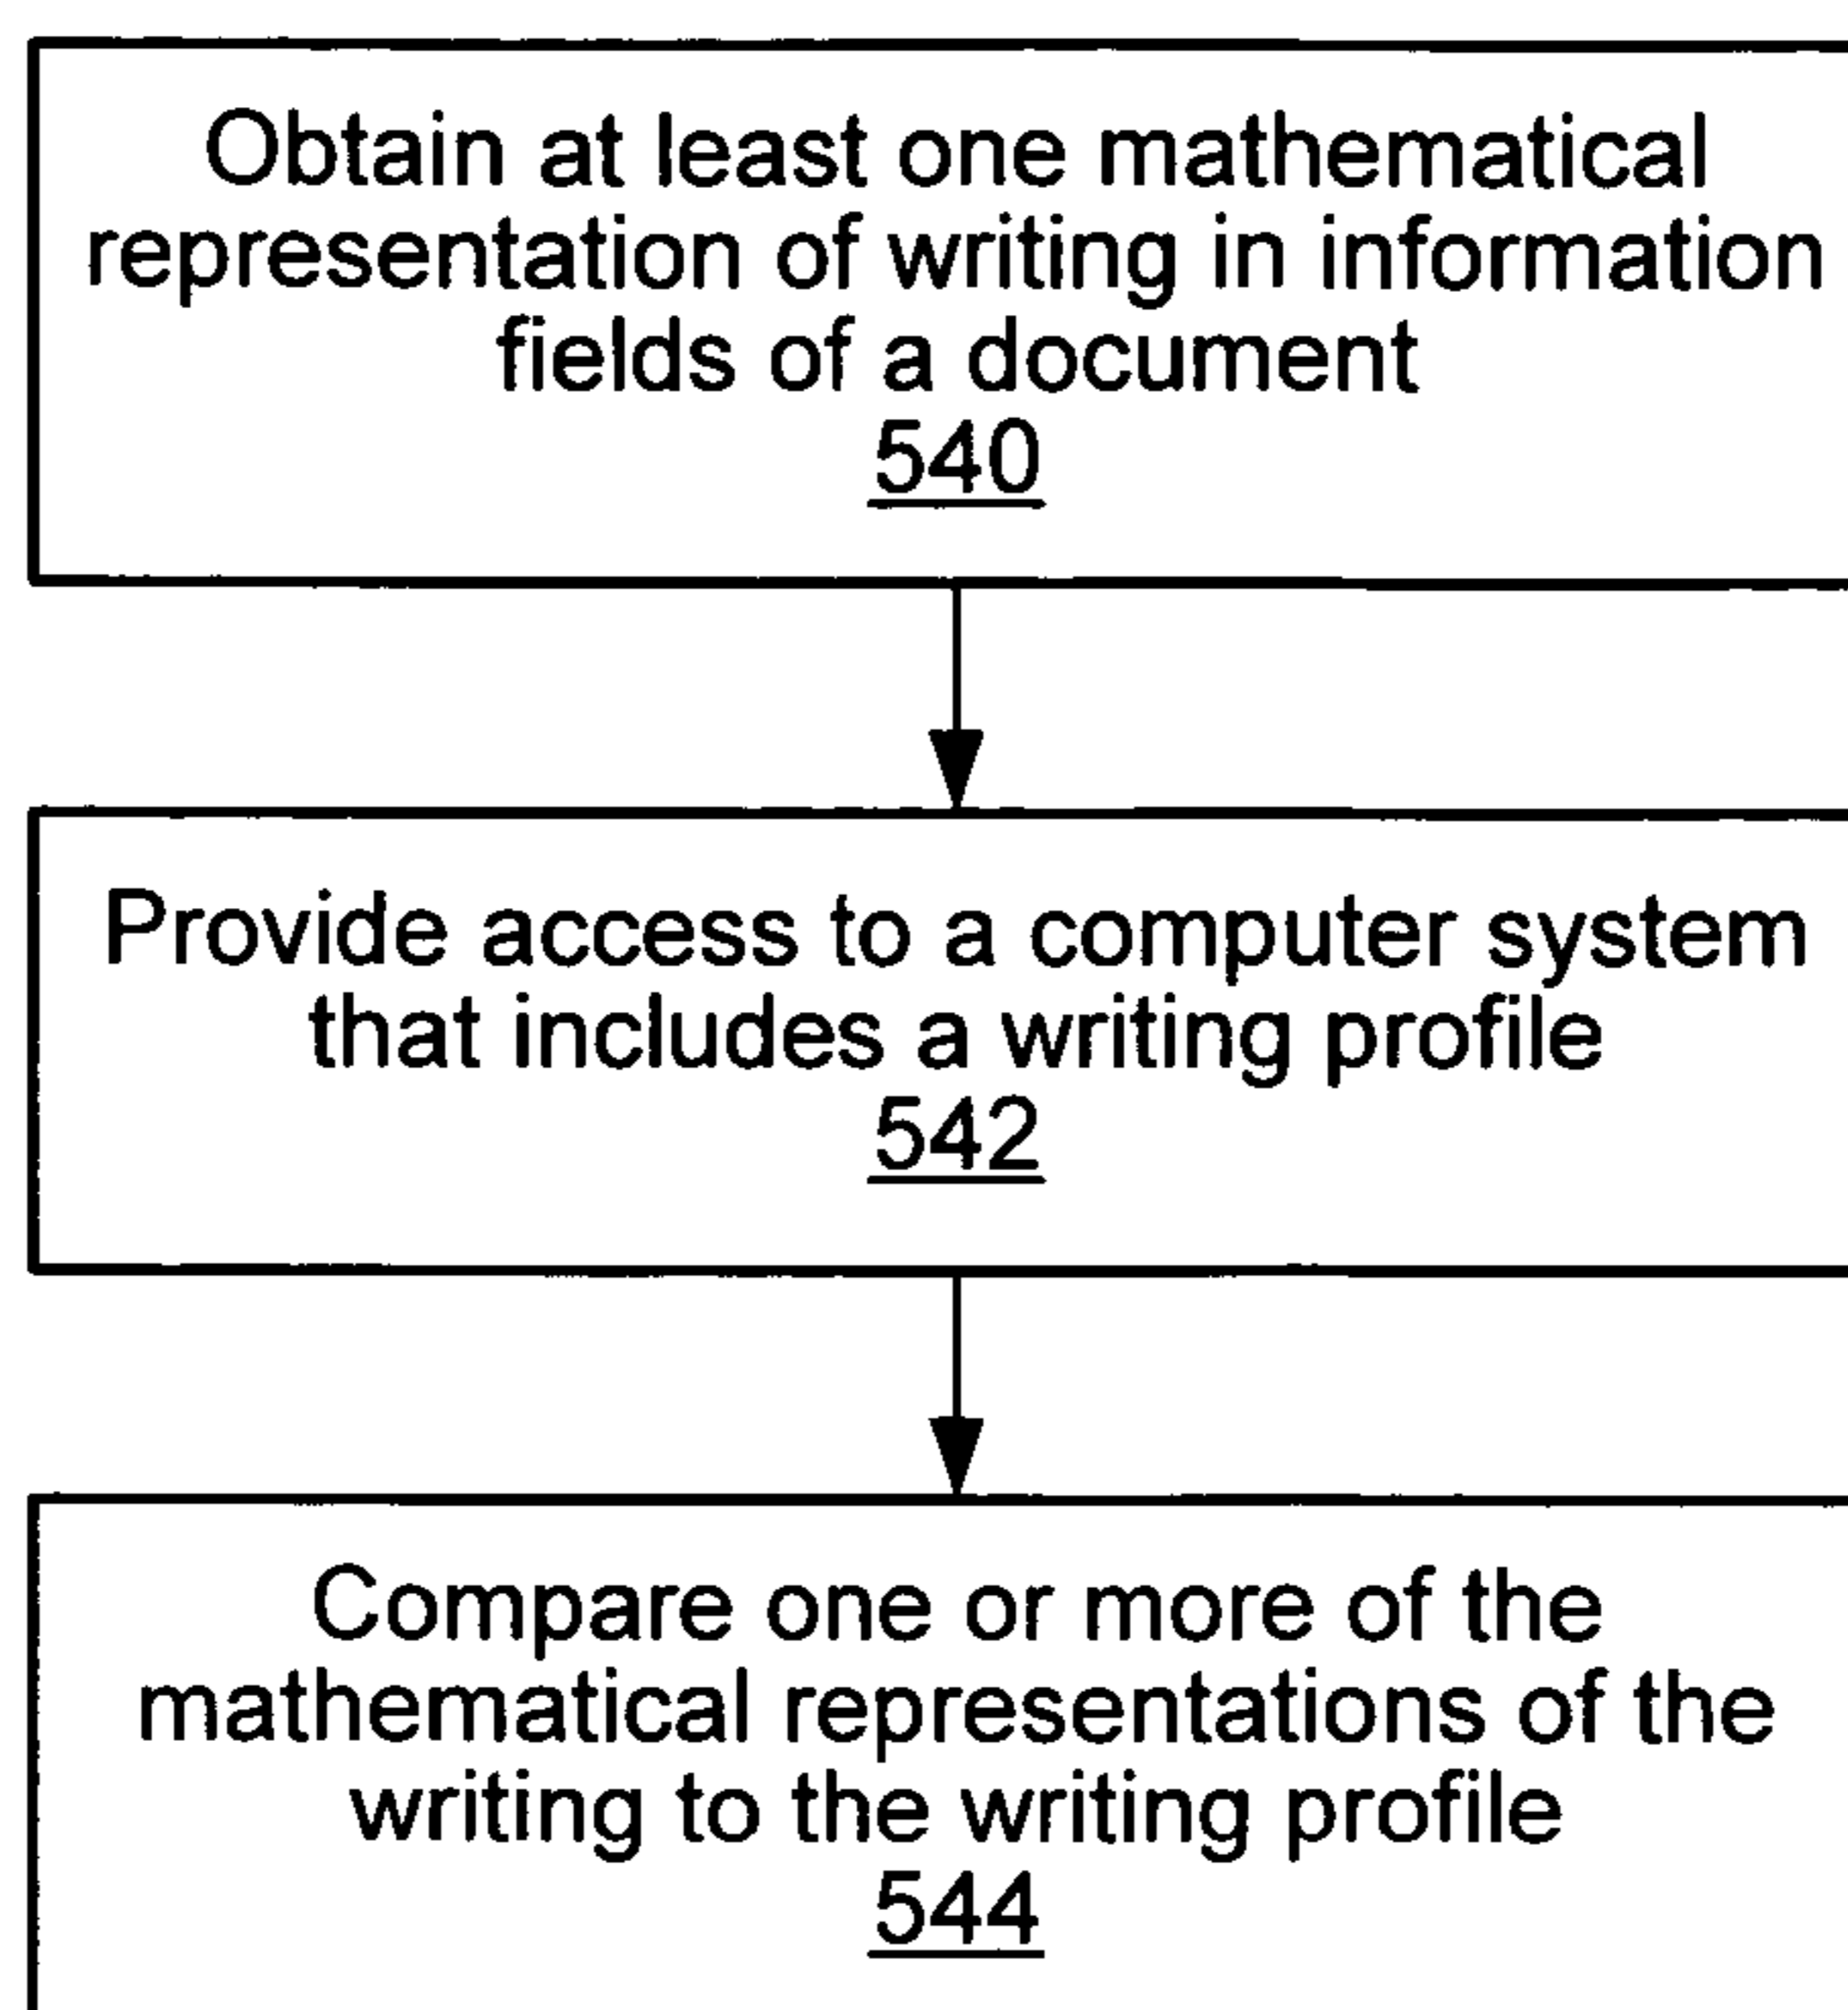 Obtain at least one mathematical
representation of writing in information
fields of a document
540
Provide access to a computer system
that includes a writing profile
542
Compare one or more of the
mathematical representations of the
writing to the writing profile
544